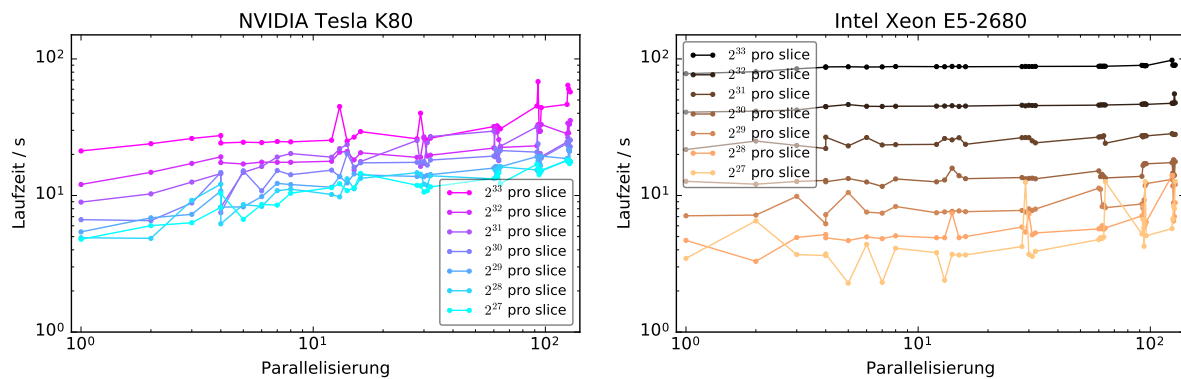 NVIDIA Tesla K80
10²
10¹
10⁰
Laufzeit / s
2³³ pro slice
2³² pro slice
2³¹ pro slice
2³⁰ pro slice
2²⁹ pro slice
2²⁸ pro slice
2²⁷ pro slice
10⁰ 10¹ 10²
Parallelisierung
Intel Xeon E5-2680
10²
10¹
10⁰
Laufzeit / s
2³³ pro slice
2³² pro slice
2³¹ pro slice
2³⁰ pro slice
2²⁹ pro slice
2²⁸ pro slice
2²⁷ pro slice
10⁰ 10¹ 10²
Parallelisierung